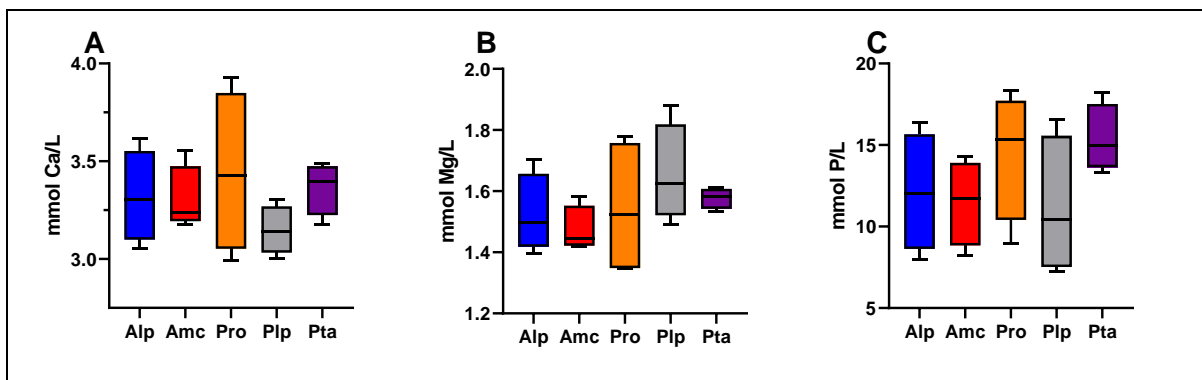 A
mmol Ca/L
4.0
3.5
3.0
Alp Amc Pro Plp Pta
B
mmol Mg/L
2.0
1.8
1.6
1.4
1.2
Alp Amc Pro Plp Pta
C
mmol P/L
20
15
10
5
Alp Amc Pro Plp Pta